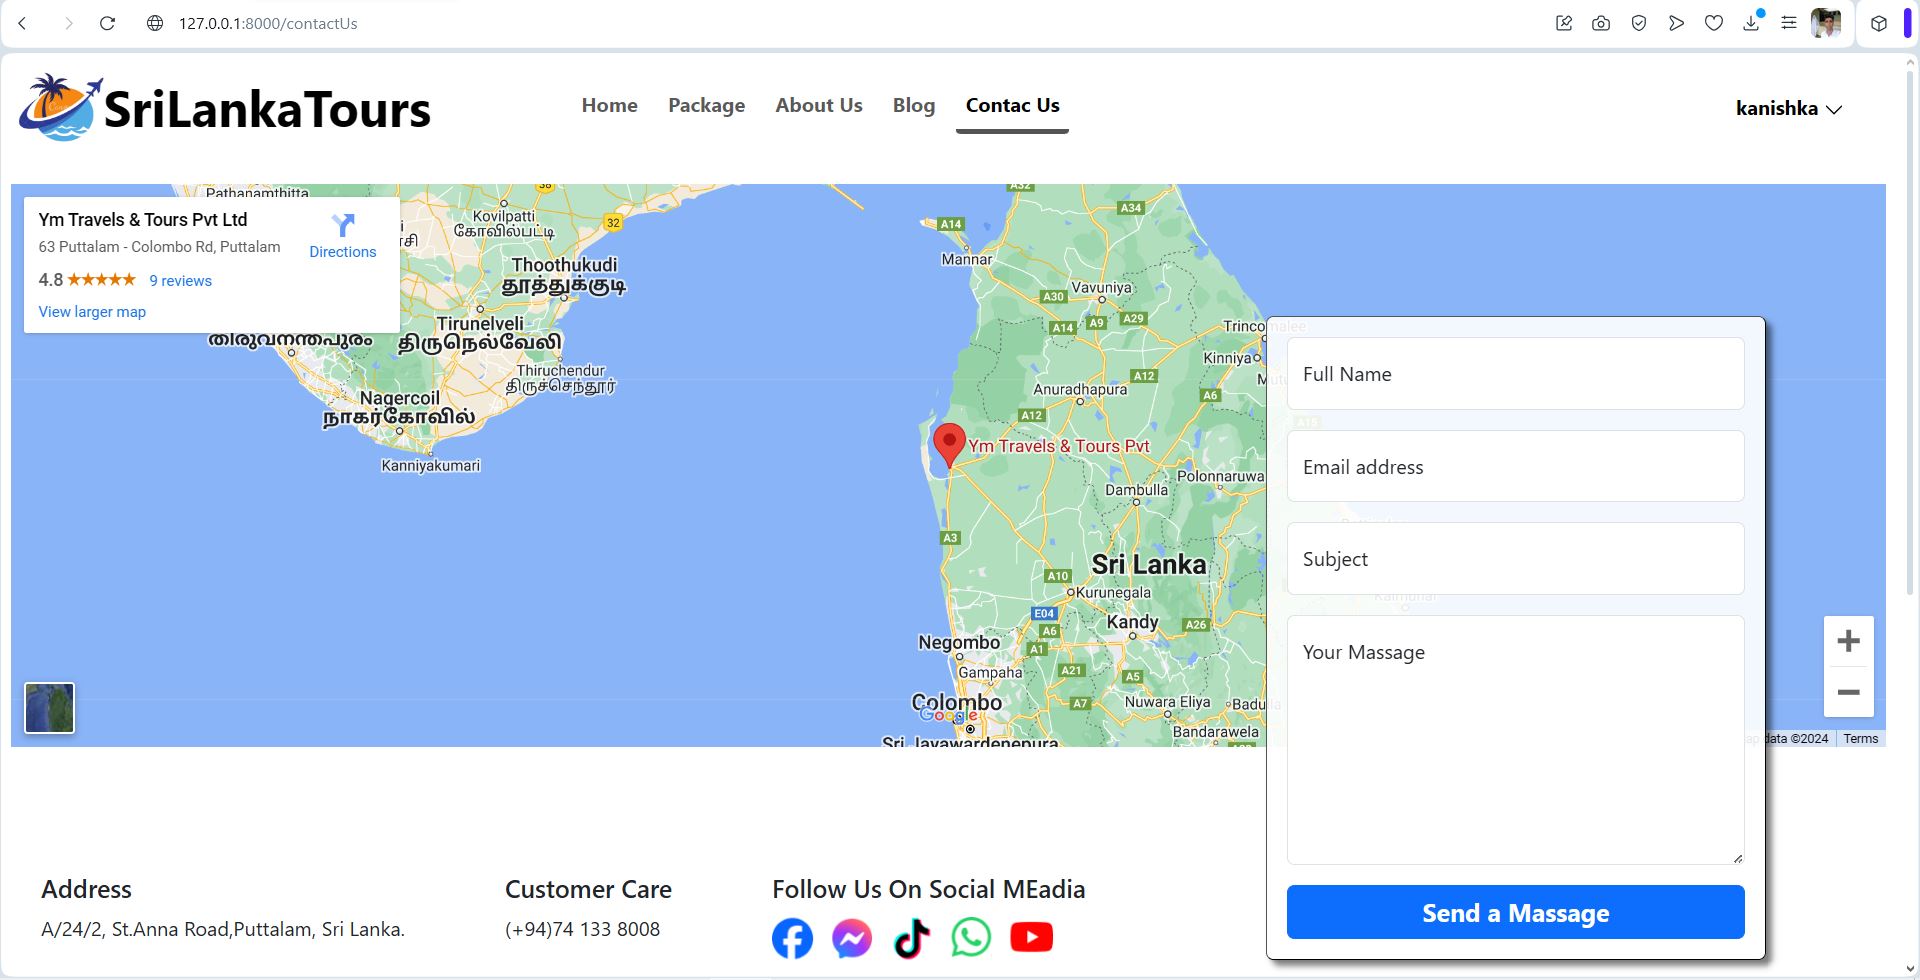 127.0.0.1:8000/contactUs
SriLankaTours
Home
Package
About Us
Blog
Contac Us
kanishka
Ym Travels & Tours Pvt Ltd
63 Puttalam - Colombo Rd, Puttalam
4.8
9 reviews
View larger map
Directions
Pathanamthitta
38
32
Kovilpatti
கோவில்பட்டி
Thoothukudi
தூத்துக்குடி
Tirunelveli
திருநெல்வேலி
Thiruchendur
திருச்செந்தூர்
Nagercoil
நாகர்கோவில்
Kanniyakumari
A32
A34
A14
Mannar
Vavuniya
A30
A14
A9
A29
Trincomalee
Kinniya
Anuradhapura
A12
A6
A12
A15
Ym Travels & Tours Pvt
Polonnaruwa
Dambulla
A3
Sri Lanka
A10
Kurunegala
E04
Kandy
A26
A6
Negombo
A1
Gampaha
A21
A5
Colombo
Google
A7
Nuwara Eliya
Badu
Bandarawela
Sri Jayawardenepura
Full Name
Email address
Subject
Your Massage
Send a Massage
data ©2024
Terms
Address
A/24/2, St.Anna Road,Puttalam, Sri Lanka.
Customer Care
(+94)74 133 8008
Follow Us On Social MEadia